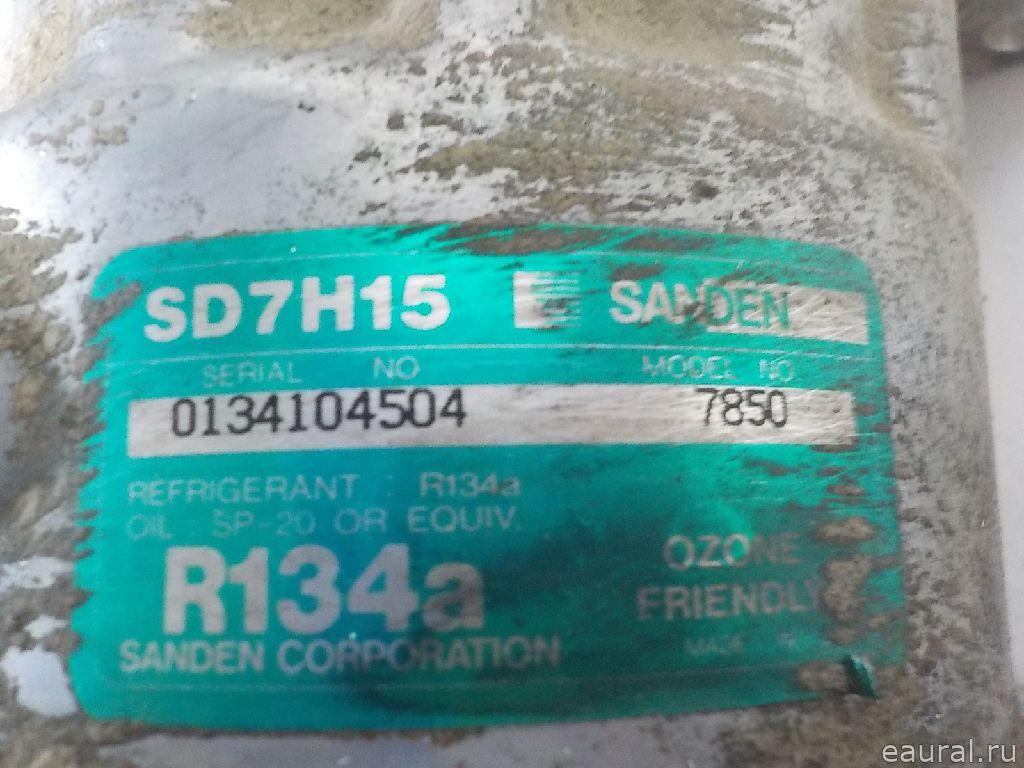 SD7H15 SANDEN
SERIAL NO MODEL NO
0134104504 7850
REFRIGERANT : R134a
OIL SP-20 OR EQUIV.
R134a
OZONE
FRIENDLY
SANDEN CORPORATION
MADE
eaural.ru